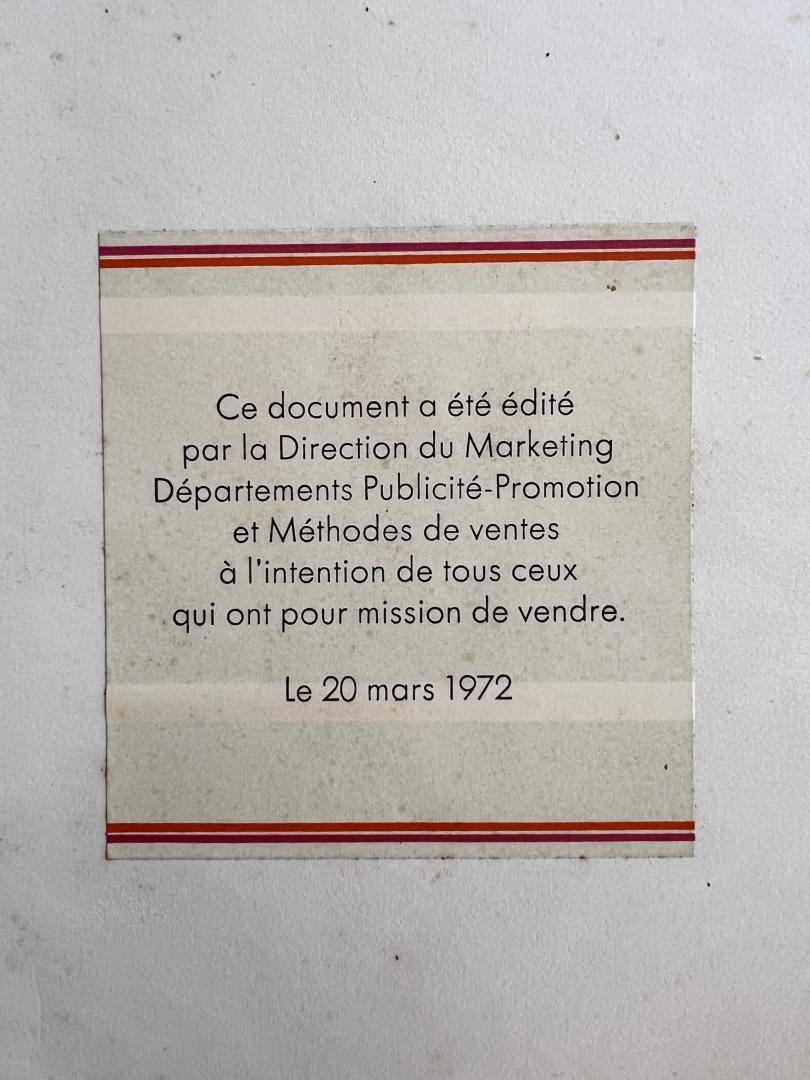 Ce document a été édité
par la Direction du Marketing
Départements Publicité-Promotion
et Méthodes de ventes
à l'intention de tous ceux
qui ont pour mission de vendre.
Le 20 mars 1972